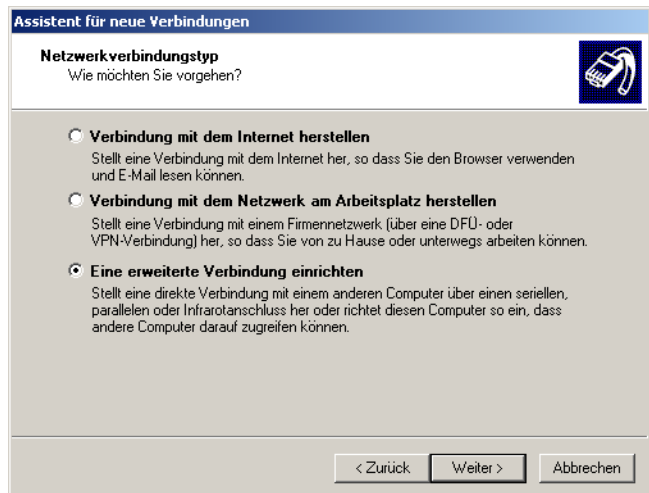 Assistent für neue Verbindungen
Netzwerkverbindungstyp
Wie möchten Sie vorgehen?
Verbindung mit dem Internet herstellen
Stellt eine Verbindung mit dem Internet her, so dass Sie den Browser verwenden
und E-Mail lesen können.
Verbindung mit dem Netzwerk am Arbeitsplatz herstellen
Stellt eine Verbindung mit einem Firmennetzwerk (über eine DFÜ- oder
VPN-Verbindung) her, so dass Sie von zu Hause oder unterwegs arbeiten können.
Eine erweiterte Verbindung einrichten
Stellt eine direkte Verbindung mit einem anderen Computer über einen seriellen,
parallelen oder Infrarotanschluss her oder richtet diesen Computer so ein, dass
andere Computer darauf zugreifen können.
< Zurück Weiter > Abbrechen